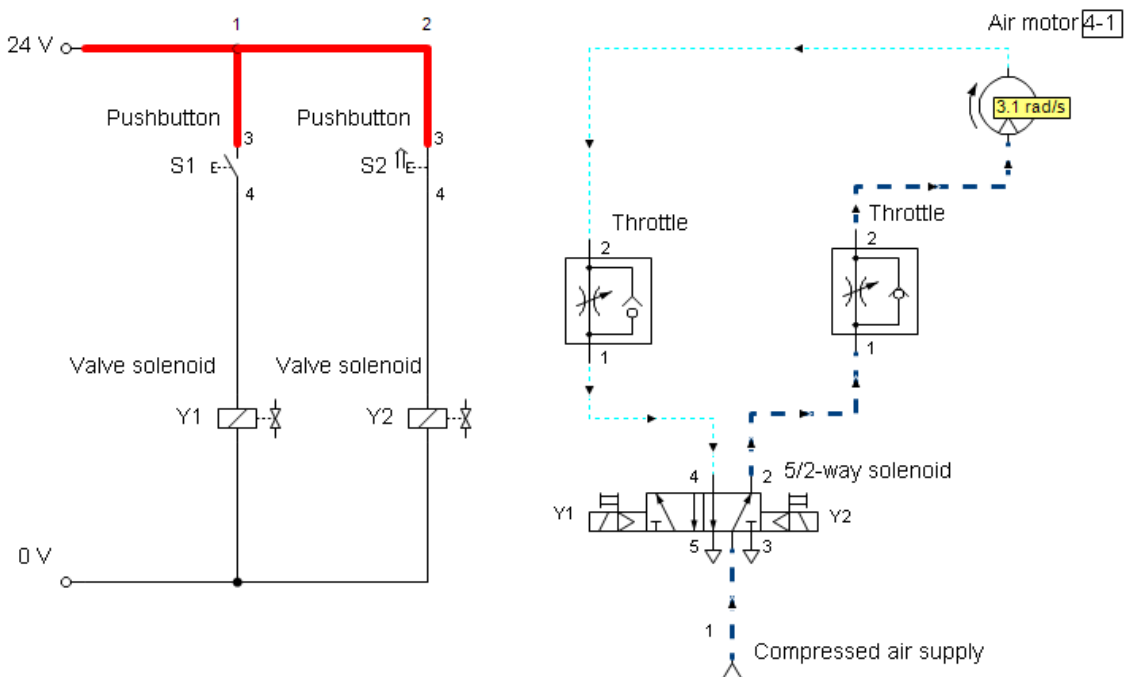 1
2
24 V
Pushbutton
Pushbutton
3
3
S1
S2
4
4
Valve solenoid
Valve solenoid
Y1
Y2
0 V
Air motor 4-1
3.1 rad/s
Throttle
Throttle
2
2
1
1
4
2
5/2-way solenoid
Y1
Y2
5
3
1
Compressed air supply